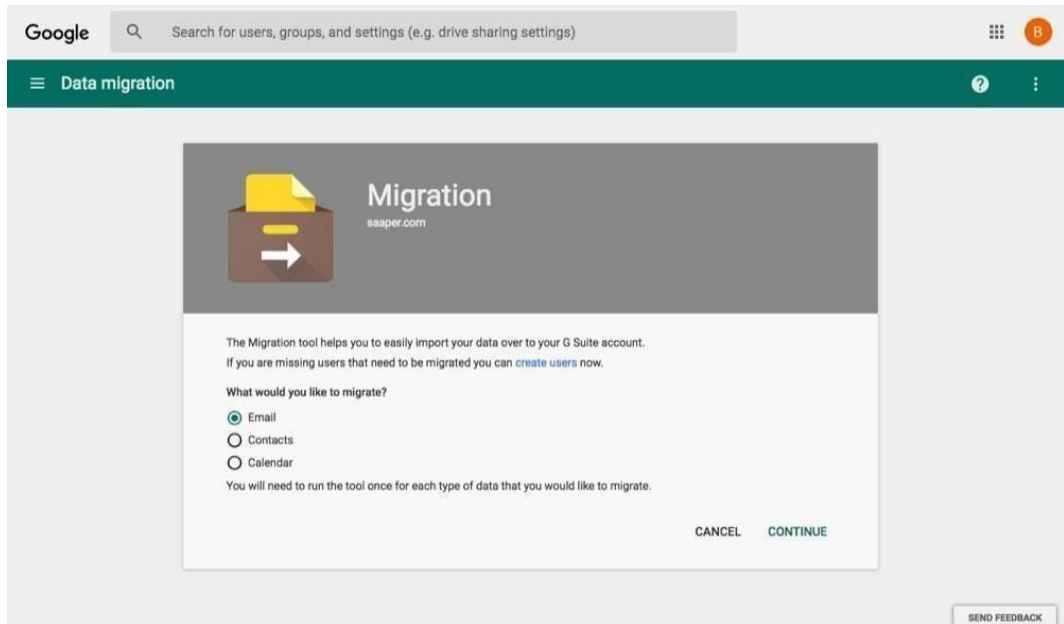 Google
Search for users, groups, and settings (e.g. drive sharing settings)
B
Data migration
?
Migration
saaper.com
The Migration tool helps you to easily import your data over to your G Suite account.
If you are missing users that need to be migrated you can create users now.
What would you like to migrate?
Email
Contacts
Calendar
You will need to run the tool once for each type of data that you would like to migrate.
CANCEL CONTINUE
SEND FEEDBACK